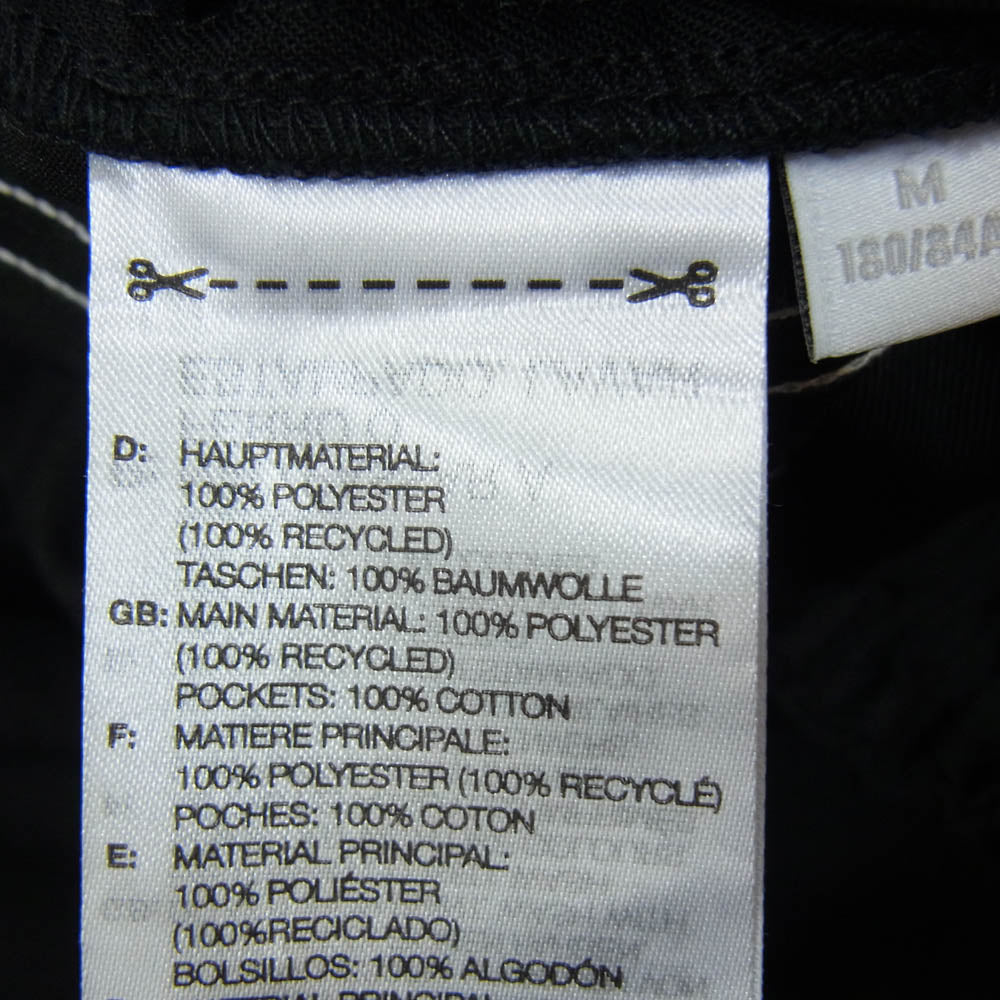 M
180/84A
D: HAUPTMATERIAL:
100% POLYESTER
(100% RECYCLED)
TASCHEN: 100% BAUMWOLLE
GB: MAIN MATERIAL: 100% POLYESTER
(100% RECYCLED)
POCKETS: 100% COTTON
F: MATIERE PRINCIPALE:
100% POLYESTER (100% RECYCLÉ)
POCHES: 100% COTON
E: MATERIAL PRINCIPAL:
100% POLIÉSTER
(100%RECICLADO)
BOLSILLOS: 100% ALGODÓN
MATERIAL PRINCIPAL: